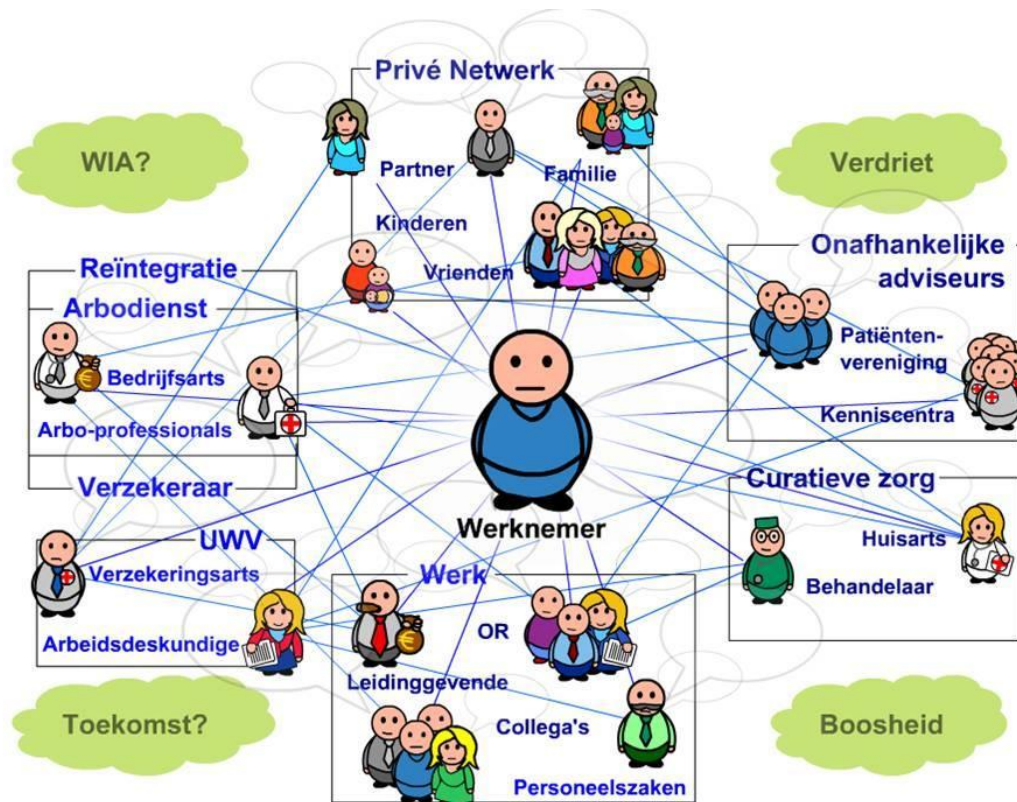 Privé Netwerk
WIA?
Verdriet
Partner
Familie
Kinderen
Vrienden
Onafhankelijke
adviseurs
Reïntegratie
Arbodienst
Bedrijfsarts
Arbo-professionals
Verzekeraar
Patiënten-
vereniging
Kenniscentra
Werknemer
Curatieve zorg
Huisarts
Behandelaar
UWV
Verzekeringsarts
Arbeidsdeskundige
Werk
OR
Leidinggevende
Collega's
Personeelszaken
Toekomst?
Boosheid